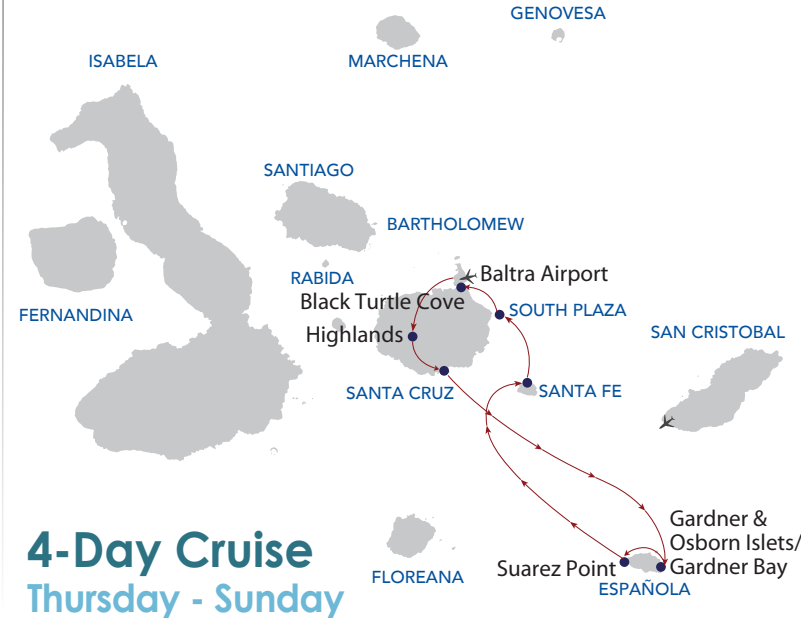 GENOVESA
ISABELA
MARCHENA
SANTIAGO
BARTHOLOMEW
RABIDA
Baltra Airport
Black Turtle Cove
SOUTH PLAZA
FERNANDINA
Highlands
SAN CRISTOBAL
SANTA CRUZ
SANTA FE
Gardner &
Osborn Islets/
Gardner Bay
Suarez Point
ESPAÑOLA
FLOREANA
4-Day Cruise
Thursday - Sunday